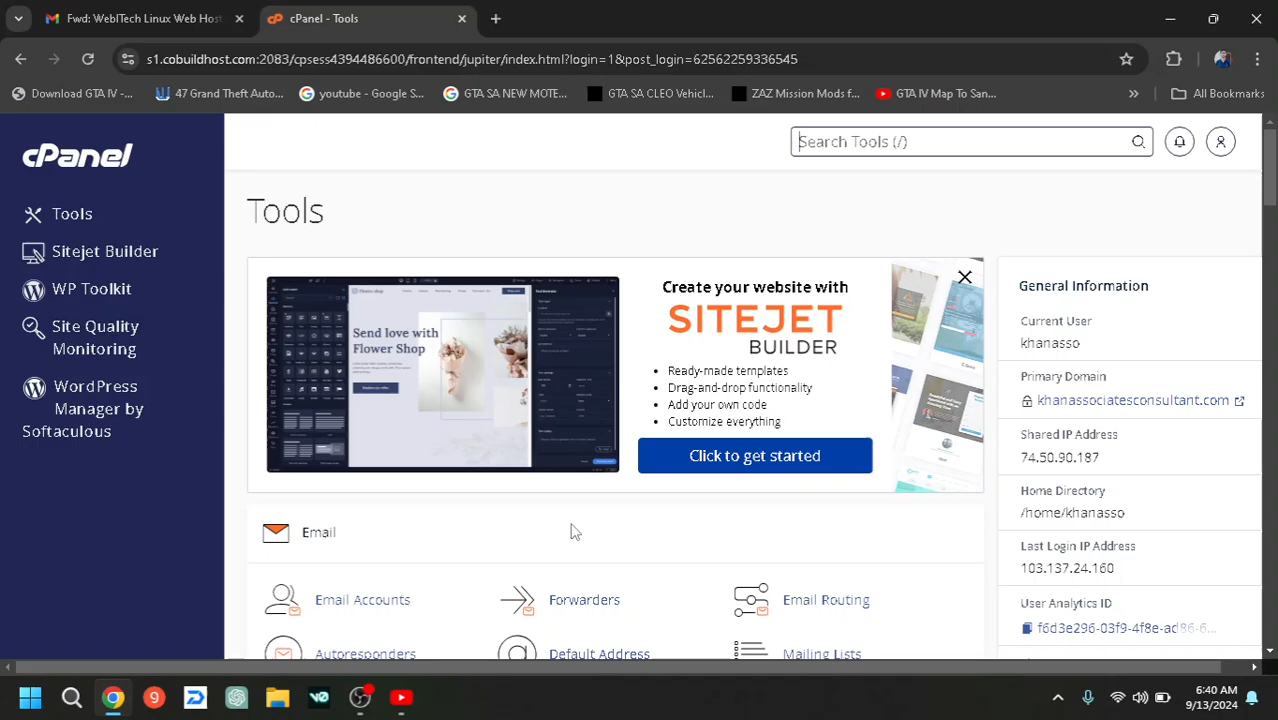 Fwd: WebITech Linux Web Host
cPanel - Tools
s1.cobuildhost.com:2083/cpsess4394486600/frontend/jupiter/index.html?login=1&post_login=62562259336545
Download GTA IV -...
47 Grand Theft Auto...
youtube - Google S...
GTA SA NEW MOTE...
GTA SA CLEO Vehicl...
ZAZ Mission Mods f...
GTA IV Map To San...
All Bookmarks
cPanel
Search Tools (/)
Tools
Sitejet Builder
WP Toolkit
Site Quality
Monitoring
WordPress
Manager by
Softaculous
Tools
Send love with
Flower Shop
Create your website with
SITEJET
BUILDER
• Ready-made templates
• Drag-and-drop functionality
• Add your own code
• Customize everything
Click to get started
General Information
Current User
khanasso
Primary Domain
khanassociatesconsultant.com
Shared IP Address
Home Directory
/home/khanasso
Last Login IP Address
103.137.24.160
User Analytics ID
f6d3e296-03f9-4f8e-ad86-6...
Email
Email Accounts
Forwarders
Email Routing
Autoresponders
Default Address
Mailing Lists
6:40 AM
9/13/2024